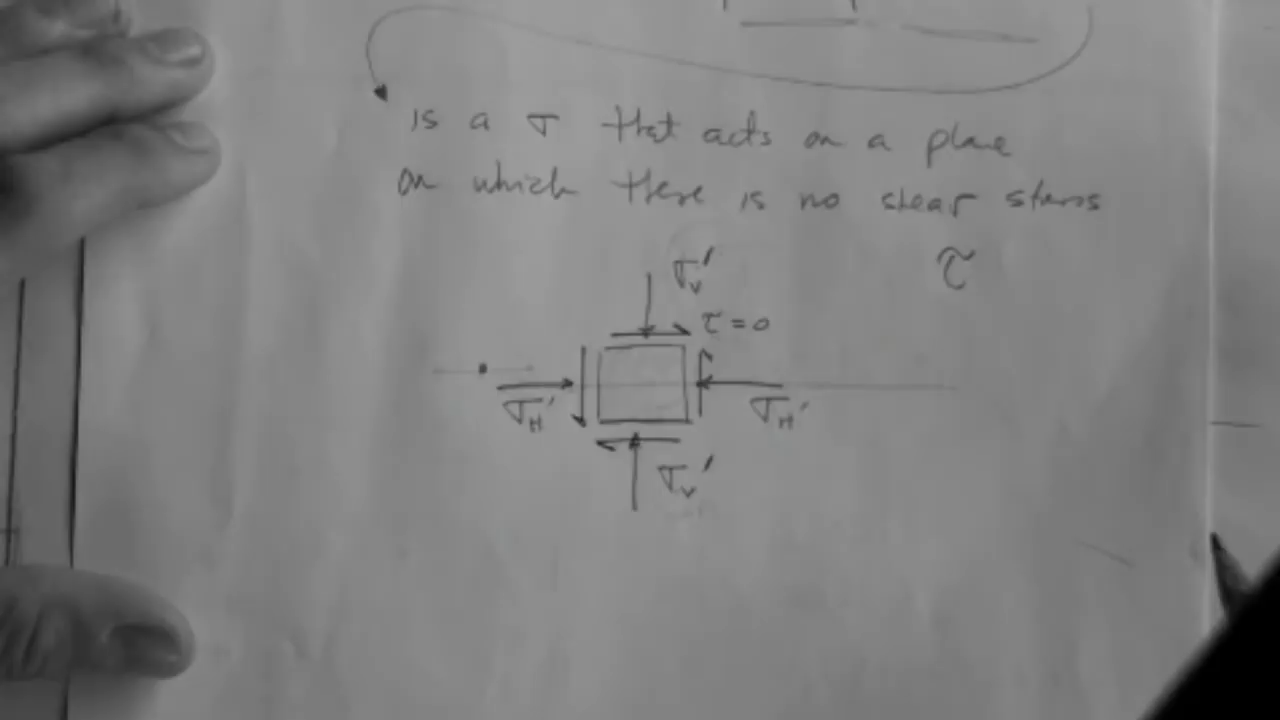 is a σ that acts on a plane
on which there is no shear stress
τ
σv'
τ = 0
σH'
σH'
σv'